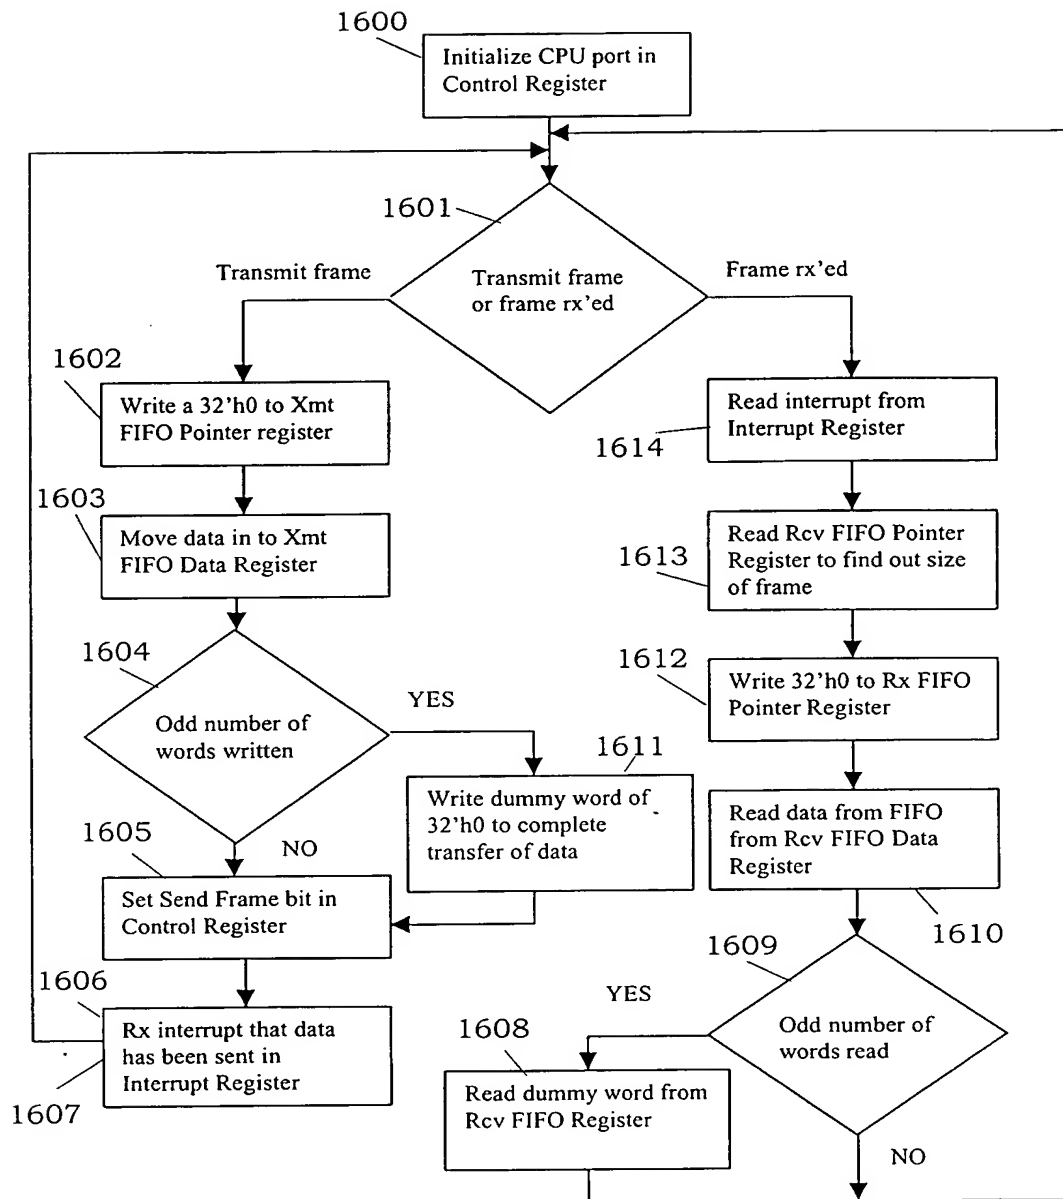 1600
Initialize CPU port in
Control Register
1601
Transmit frame
Transmit frame
or frame rx'ed
Frame rx'ed
1602
Write a 32'h0 to Xmt
FIFO Pointer register
1603
Move data in to Xmt
FIFO Data Register
1604
Odd number of
words written
YES
1611
Write dummy word of
32'h0 to complete
transfer of data
NO
1605
Set Send Frame bit in
Control Register
1606
Rx interrupt that data
has been sent in
Interrupt Register
1607
Read interrupt from
Interrupt Register
1614
Read Rcv FIFO Pointer
Register to find out size
of frame
1613
1612
Write 32'h0 to Rx FIFO
Pointer Register
Read data from FIFO
from Rcv FIFO Data
Register
1610
1609
Odd number of
words read
YES
1608
Read dummy word from
Rcv FIFO Register
NO